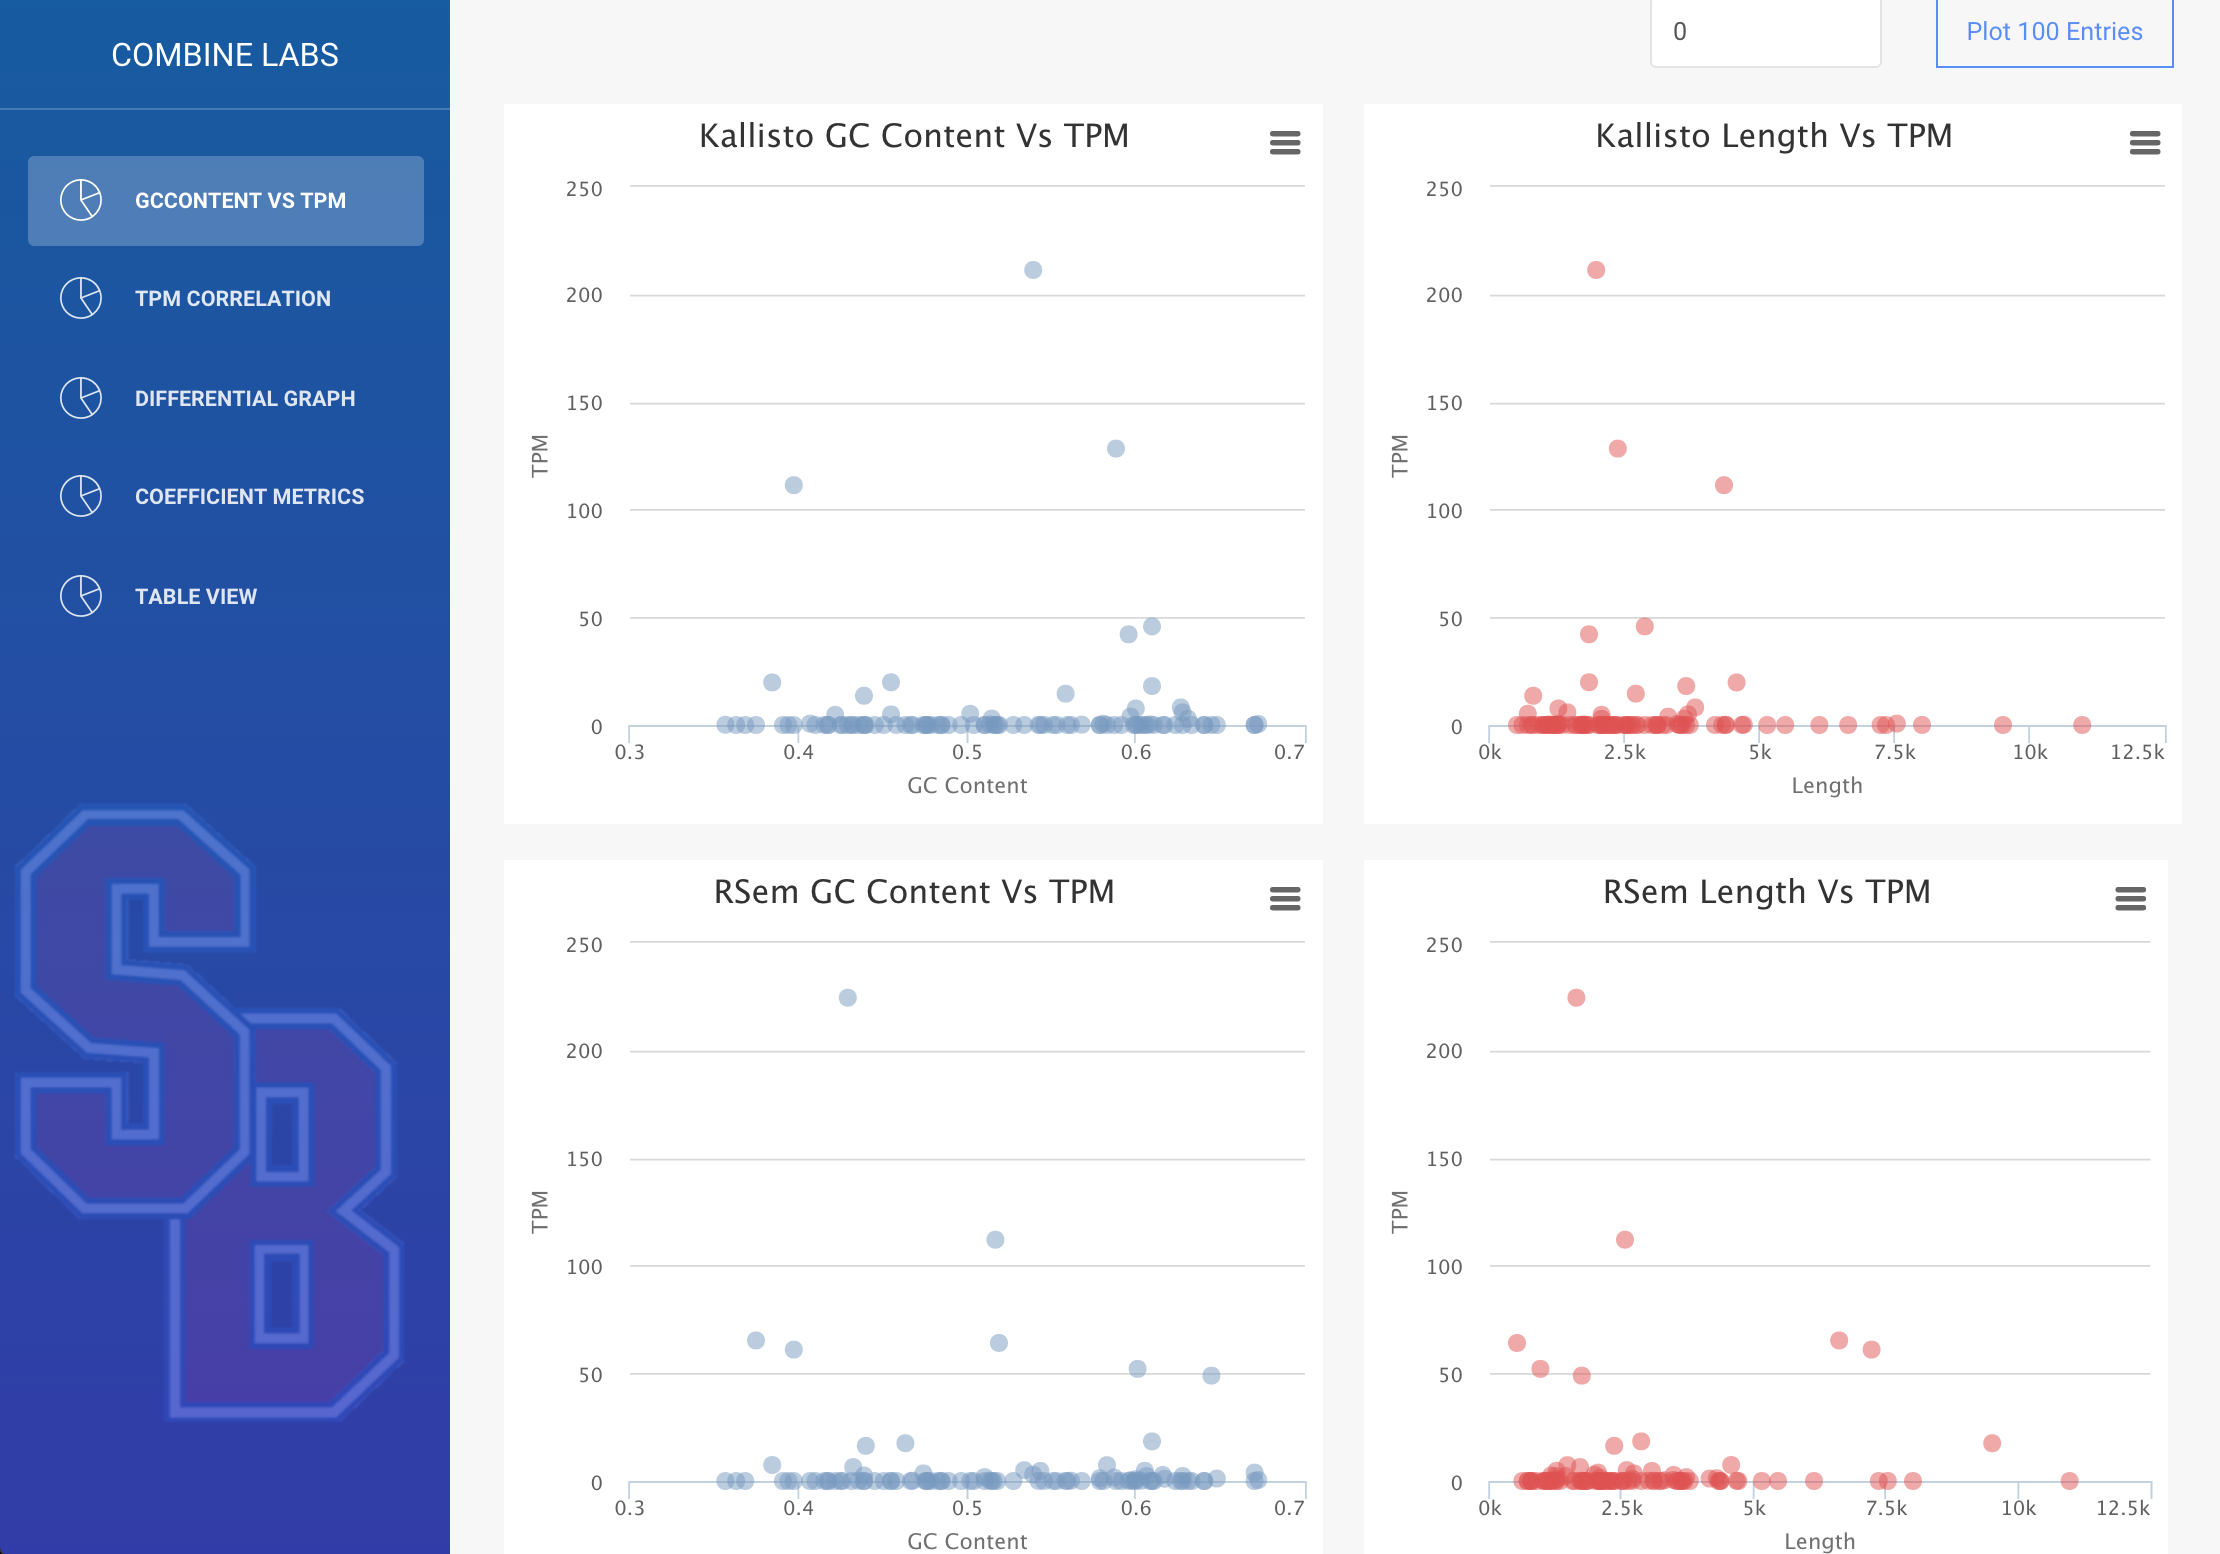 COMBINE LABS
GCCONTENT VS TPM
TPM CORRELATION
DIFFERENTIAL GRAPH
COEFFICIENT METRICS
TABLE VIEW
SB
0
Plot 100 Entries
Kallisto GC Content Vs TPM
250
200
150
100
50
0
TPM
0.3 0.4 0.5 0.6 0.7
GC Content
Kallisto Length Vs TPM
250
200
150
100
50
0
TPM
0k 2.5k 5k 7.5k 10k 12.5k
Length
RSem GC Content Vs TPM
250
200
150
100
50
0
TPM
0.3 0.4 0.5 0.6 0.7
GC Content
RSem Length Vs TPM
250
200
150
100
50
0
TPM
0k 2.5k 5k 7.5k 10k 12.5k
Length